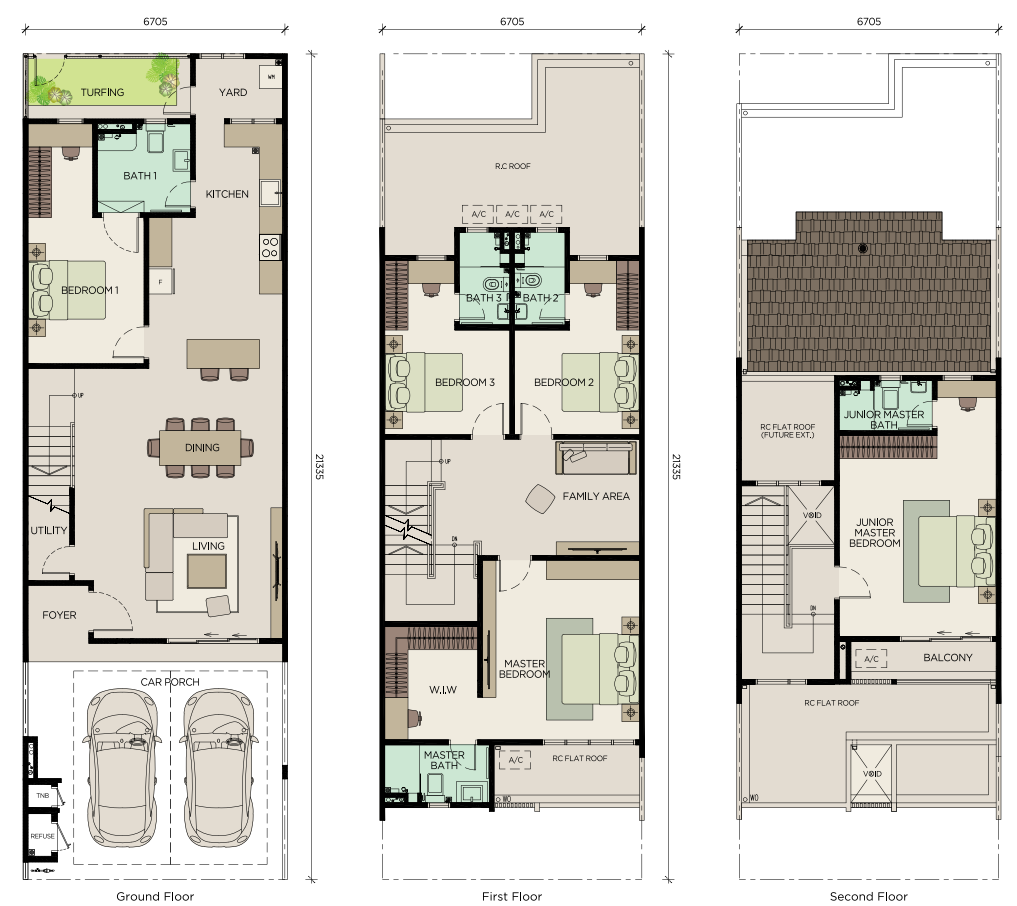 6705
TURFING
YARD
WM
BATH 1
KITCHEN
BEDROOM 1
F
UP
DINING
21335
UTILITY
LIVING
FOYER
CAR PORCH
TNB
REFUSE
Ground Floor
6705
R.C ROOF
A/C
A/C
A/C
BATH 3
BATH 2
BEDROOM 3
BEDROOM 2
UP
FAMILY AREA
21335
DN
MASTER
BEDROOM
W.I.W
MASTER
BATH
A/C
RC FLAT ROOF
WO
First Floor
6705
JUNIOR MASTER
BATH
RC FLAT ROOF
(FUTURE EXT.)
VOID
JUNIOR
MASTER
BEDROOM
DN
A/C
BALCONY
RC FLAT ROOF
VOID
WO
Second Floor